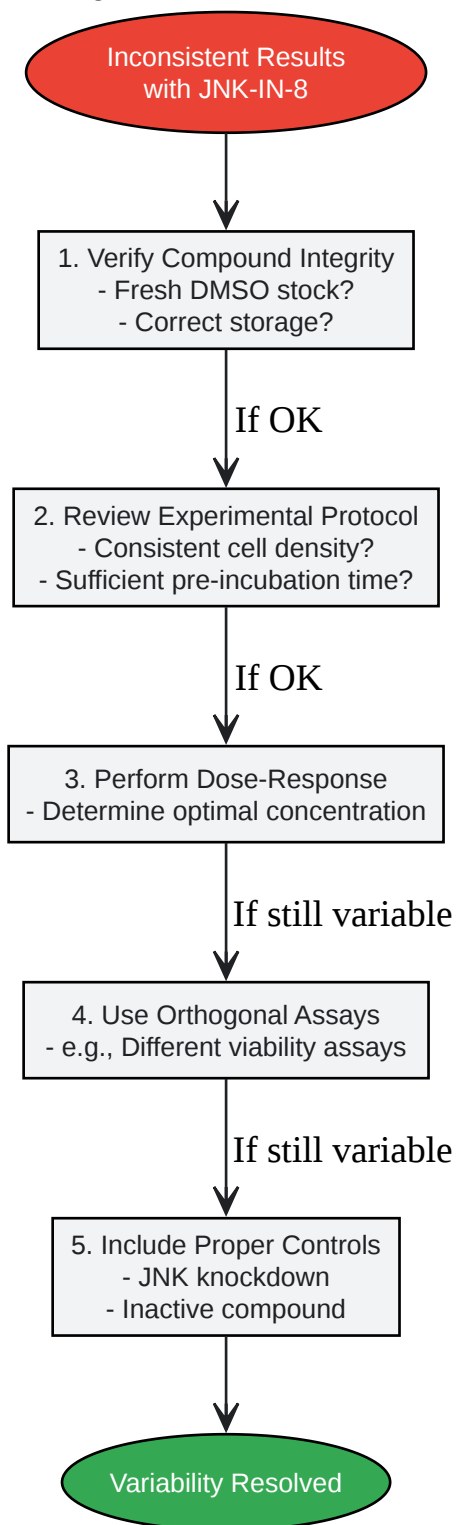 Inconsistent Results
with JNK-IN-8
1. Verify Compound Integrity
- Fresh DMSO stock?
- Correct storage?
If OK
2. Review Experimental Protocol
- Consistent cell density?
- Sufficient pre-incubation time?
If OK
3. Perform Dose-Response
- Determine optimal concentration
If still variable
4. Use Orthogonal Assays
- e.g., Different viability assays
If still variable
5. Include Proper Controls
- JNK knockdown
- Inactive compound
Variability Resolved